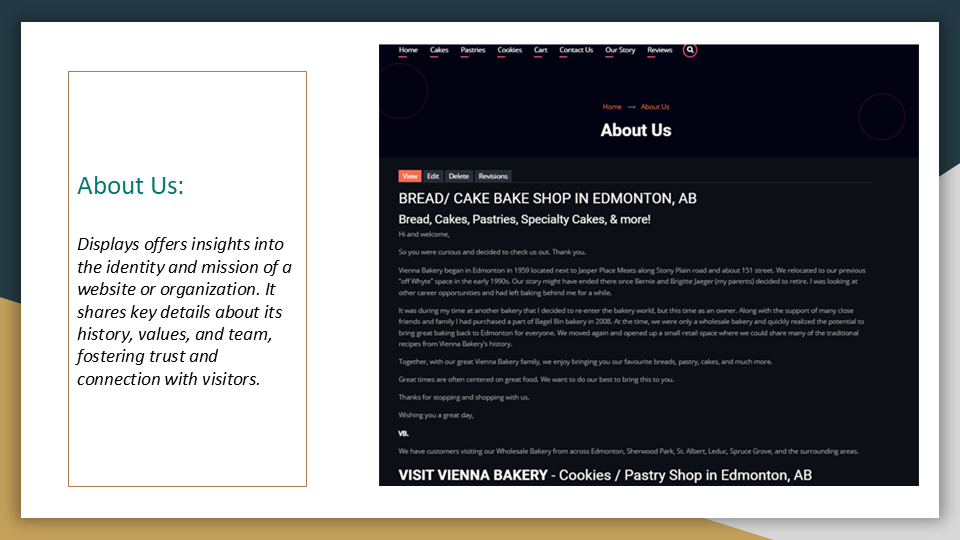 About Us:
Displays offers insights into
the identity and mission of a
website or organization. It
shares key details about its
history, values, and team,
fostering trust and
connection with visitors.
Home Cakes Pastries Cookies Cart Contact Us Our Story Reviews
Home → About Us
About Us
View Edit Delete Revisions
BREAD/ CAKE BAKE SHOP IN EDMONTON, AB
Bread, Cakes, Pastries, Specialty Cakes, & more!
Hi and welcome,
So you were curious and decided to check us out. Thank you.
Vienna Bakery began in Edmonton in 1959 located next to Jasper Place Meats along Stony Plain road and about 151 street. We relocated to our previous
"off Whyte" space in the early 1990s. Our story might have ended there once Bernie and Brigitte Jaeger (my parents) decided to retire. I was looking at
other career opportunities and had left baking behind me for a while.
It was during my time at another bakery that I decided to re-enter the bakery world, but this time as an owner. Along with the support of many close
friends and family I had purchased a part of Bagel Bin bakery in 2008. At the time, we were only a wholesale bakery and quickly realized the potential to
bring great baking back to Edmonton for everyone. We moved again and opened up a small retail space where we could share many of the traditional
recipes from Vienna Bakery's history.
Together, with our great Vienna Bakery family, we enjoy bringing you our favourite breads, pastry, cakes, and much more.
Great times are often centered on great food. We want to do our best to bring this to you.
Thanks for stopping and shopping with us.
Wishing you a great day,
VB.
We have customers visiting our Wholesale Bakery from across Edmonton, Sherwood Park, St. Albert, Leduc, Spruce Grove, and the surrounding areas.
VISIT VIENNA BAKERY - Cookies / Pastry Shop in Edmonton, AB